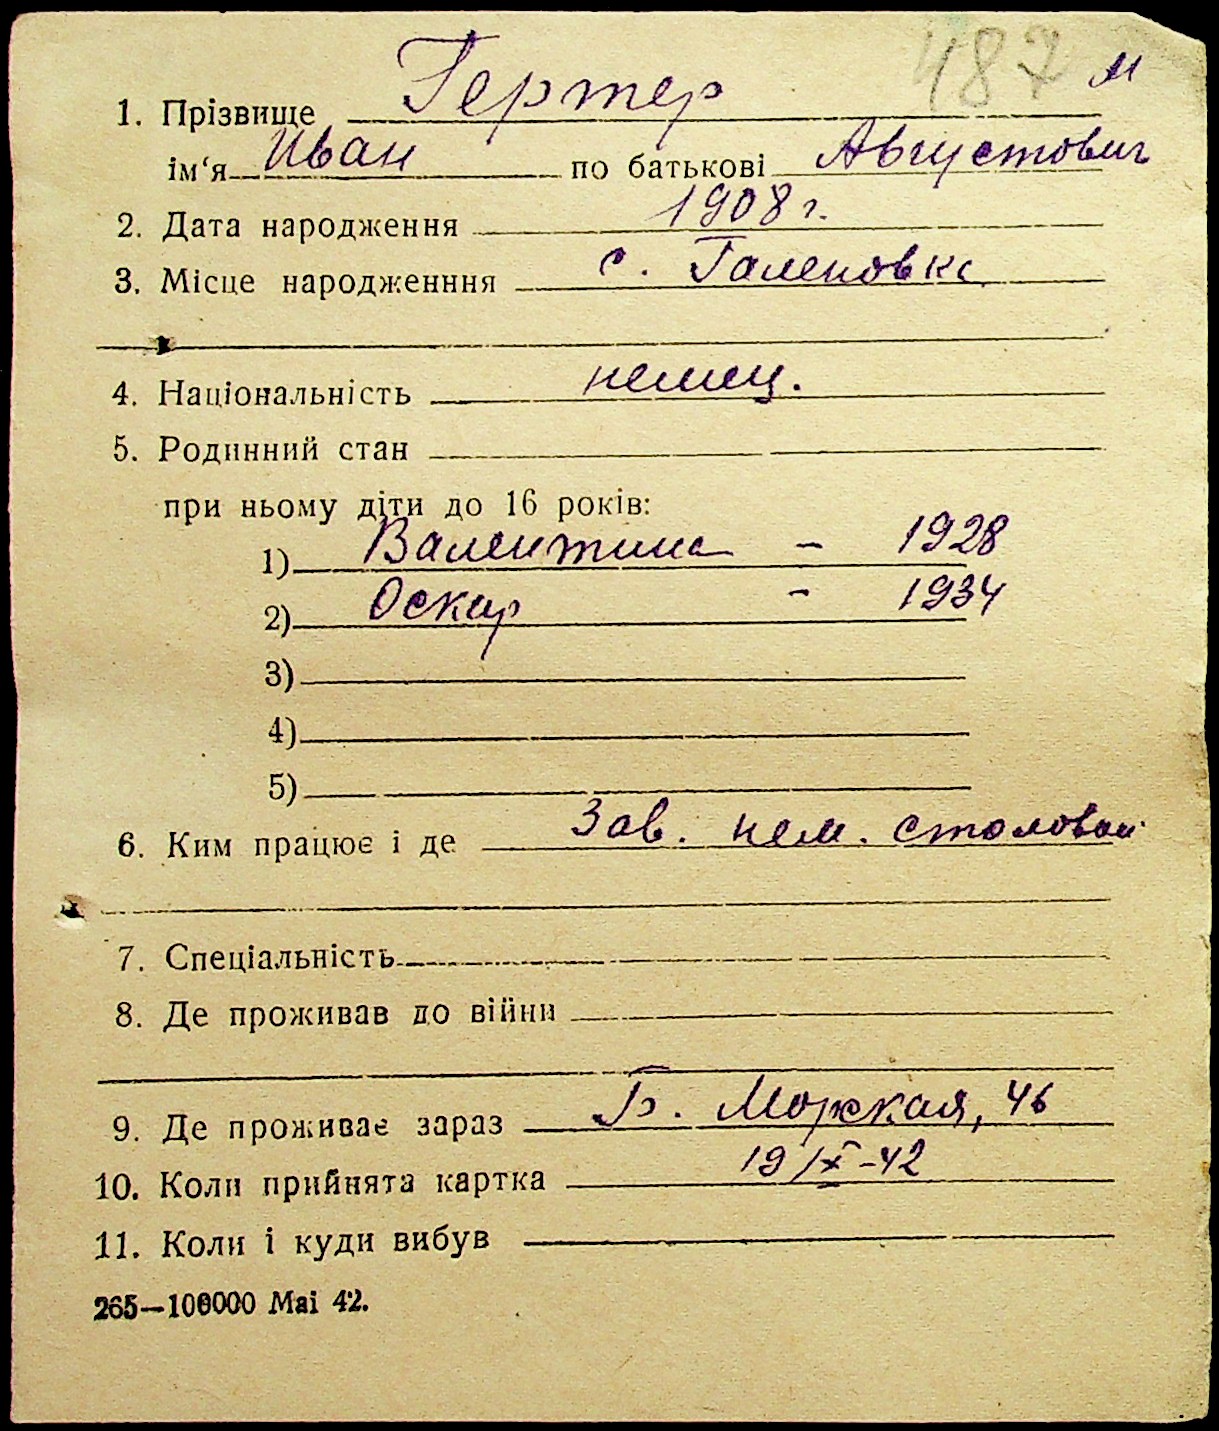 487 м
1. Прізвище Гертер
ім‘я Иван по батькові Августович
2. Дата народження 1908 г.
3. Місце народженння с. Галеновка
4. Національність немец.
5. Родинний стан
при ньому діти до 16 років:
1) Валентина - 1928
2) Оскар - 1934
3)
4)
5)
6. Ким працює і де Зав. нем. столовой
7. Спеціальність
8. Де проживав до війни
9. Де проживає зараз Б. Морская, 46
10. Коли прийнята картка 19/IX-42
11. Коли і куди вибув
265—100000 Mai 42.